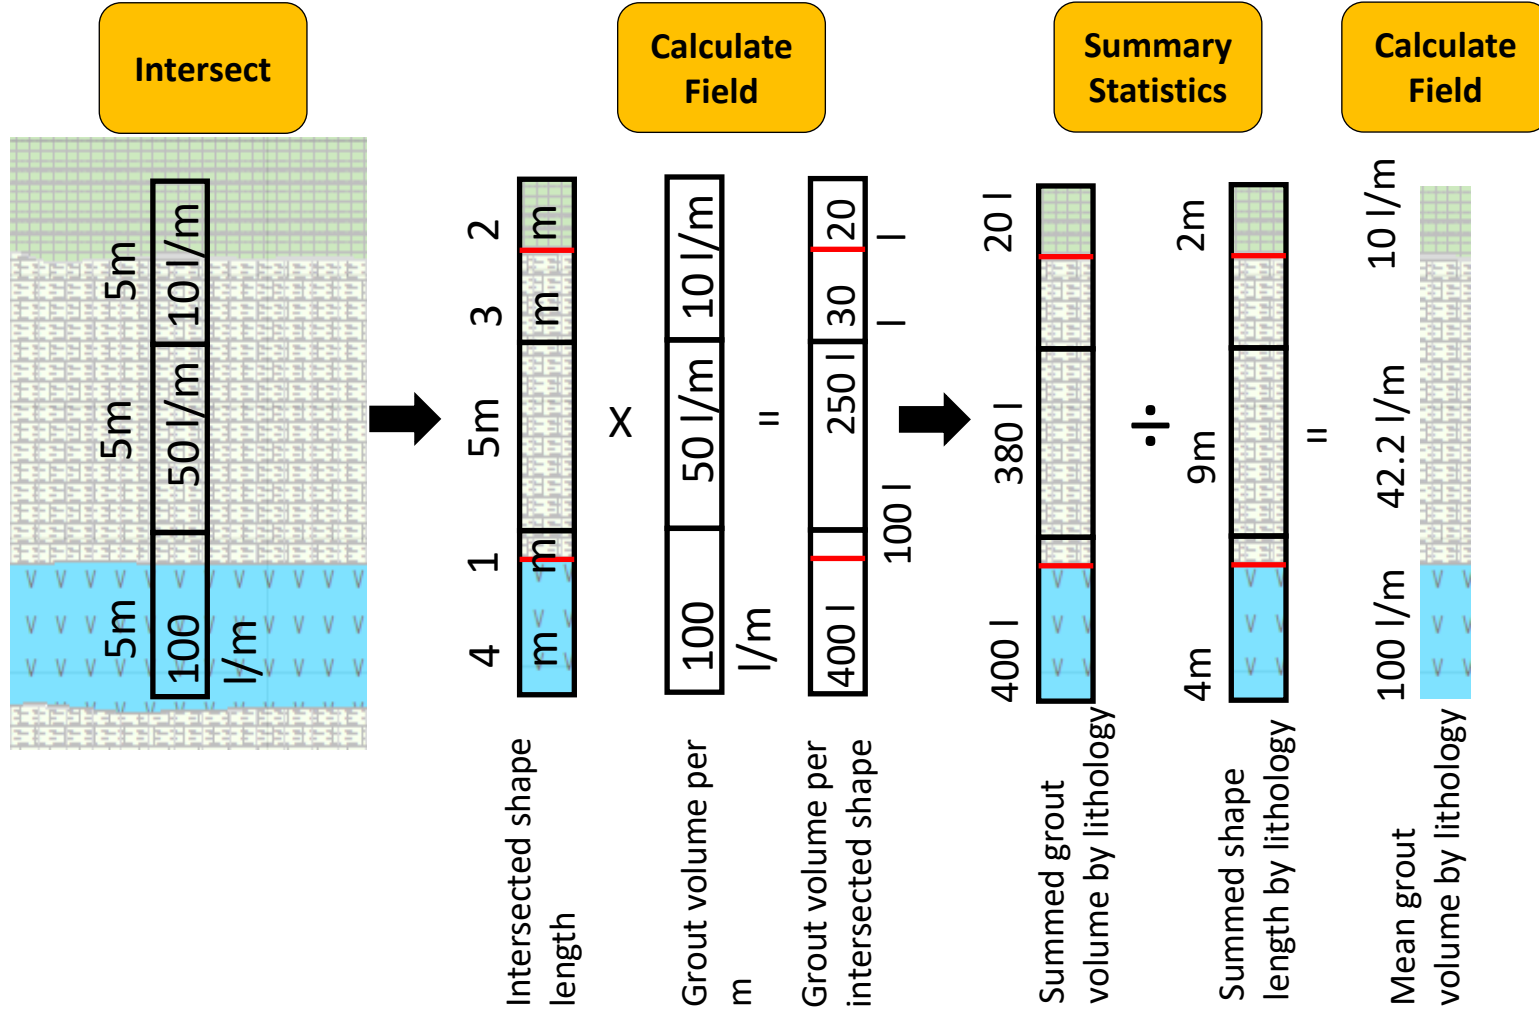 Intersect
Calculate
Field
Summary
Statistics
Calculate
Field
5m
10 l/m
5m
50 l/m
5m
100
l/m
2
m
3
m
5m
1
m
4
m
X
10 l/m
50 l/m
100
l/m
=
20
l
30
l
250 l
100 l
400 l
20 l
380 l
400 l
÷
2m
9m
4m
=
10 l/m
42.2 l/m
100 l/m
Intersected shape
length
Grout volume per
m
Grout volume per
intersected shape
Summed grout
volume by lithology
Summed shape
length by lithology
Mean grout
volume by lithology